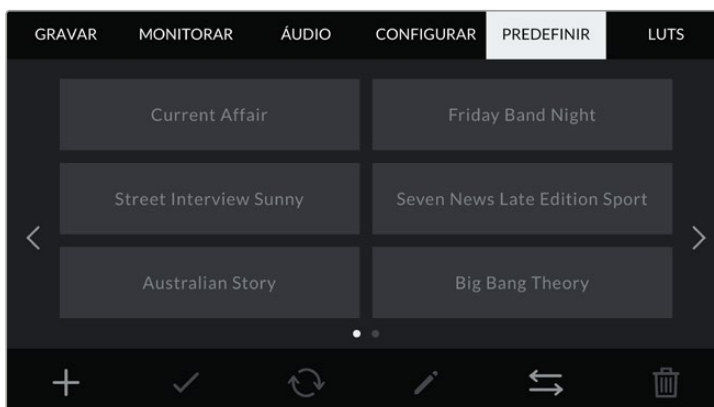 GRAVAR MONITORAR ÁUDIO CONFIGURAR PREDEFINIR LUTS
Current Affair Friday Band Night
Street Interview Sunny Seven News Late Edition Sport
Australian Story Big Bang Theory